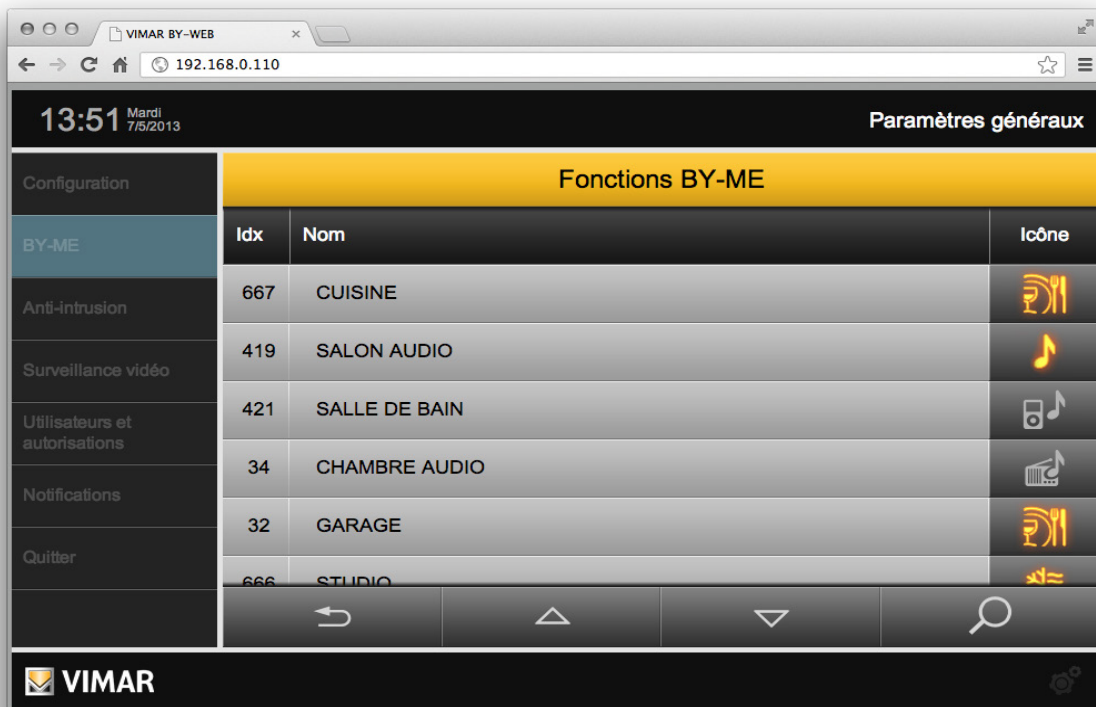 VIMAR BY-WEB
192.168.0.110
13:51 Mardi 7/5/2013
Paramètres généraux
Configuration
BY-ME
Anti-intrusion
Surveillance vidéo
Utilisateurs et
autorisations
Notifications
Quitter
Fonctions BY-ME
Idx Nom Icône
667 CUISINE
419 SALON AUDIO
421 SALLE DE BAIN
34 CHAMBRE AUDIO
32 GARAGE
666 STUDIO
VIMAR